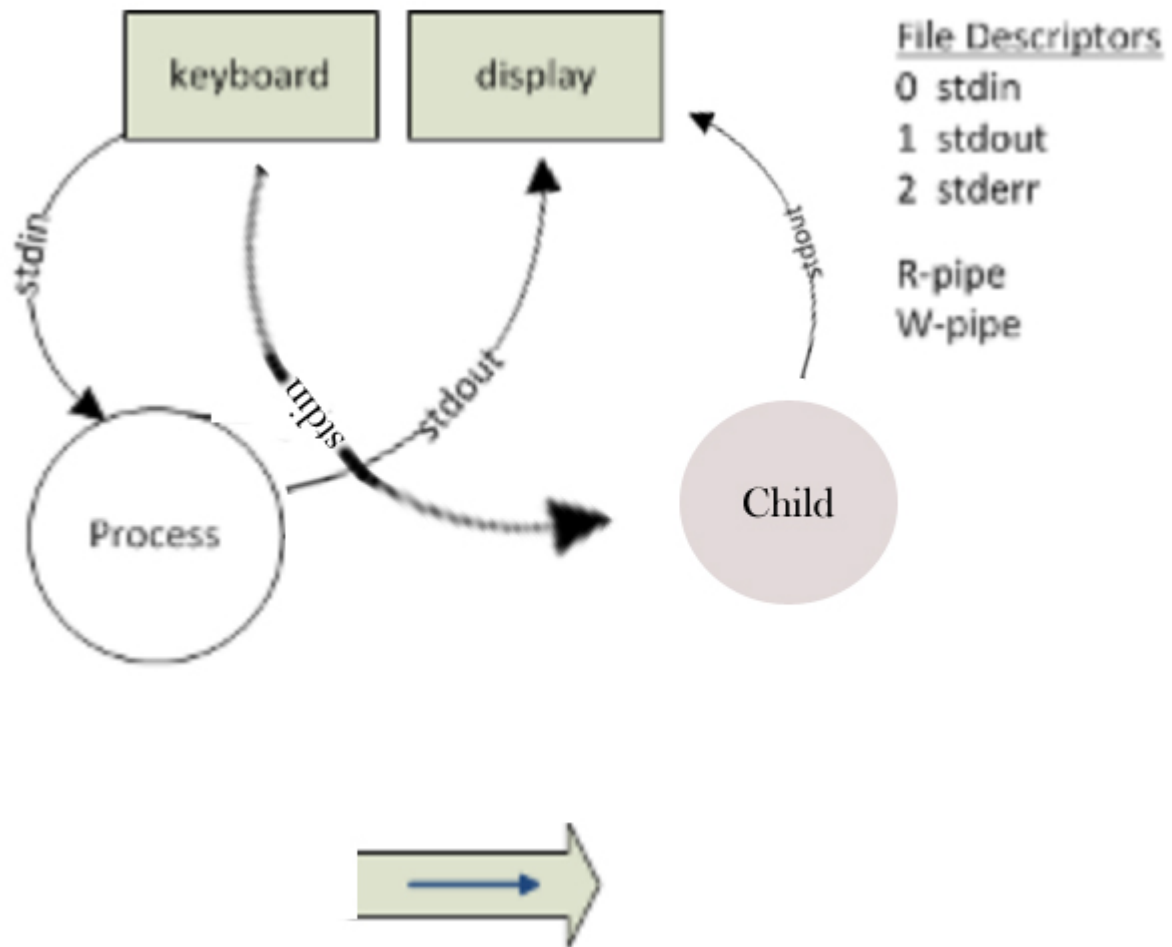 keyboard
display
File Descriptors
0 stdin
1 stdout
2 stderr
R-pipe
W-pipe
stdin
stdin
stdout
stdout
Process
Child